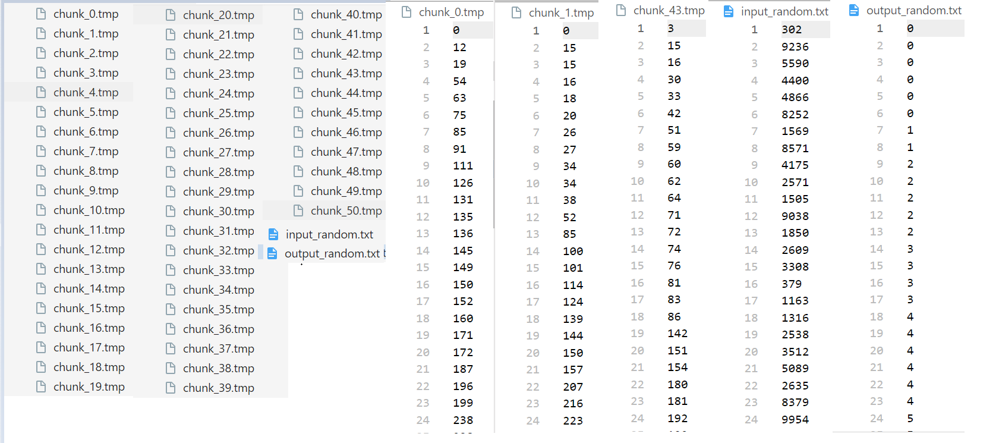 chunk_0.tmp
chunk_1.tmp
chunk_2.tmp
chunk_3.tmp
chunk_4.tmp
chunk_5.tmp
chunk_6.tmp
chunk_7.tmp
chunk_8.tmp
chunk_9.tmp
chunk_10.tmp
chunk_11.tmp
chunk_12.tmp
chunk_13.tmp
chunk_14.tmp
chunk_15.tmp
chunk_16.tmp
chunk_17.tmp
chunk_18.tmp
chunk_19.tmp
chunk_20.tmp
chunk_21.tmp
chunk_22.tmp
chunk_23.tmp
chunk_24.tmp
chunk_25.tmp
chunk_26.tmp
chunk_27.tmp
chunk_28.tmp
chunk_29.tmp
chunk_30.tmp
chunk_31.tmp
chunk_32.tmp
chunk_33.tmp
chunk_34.tmp
chunk_35.tmp
chunk_36.tmp
chunk_37.tmp
chunk_38.tmp
chunk_39.tmp
chunk_40.tmp
chunk_41.tmp
chunk_42.tmp
chunk_43.tmp
chunk_44.tmp
chunk_45.tmp
chunk_46.tmp
chunk_47.tmp
chunk_48.tmp
chunk_49.tmp
chunk_50.tmp
input_random.txt
output_random.txt t
chunk_0.tmp
1 0
2 12
3 19
4 54
5 63
6 75
7 85
8 91
9 111
10 126
11 131
12 135
13 136
14 145
15 149
16 150
17 152
18 160
19 171
20 172
21 187
22 196
23 199
24 238
chunk_1.tmp
1 0
2 15
3 15
4 16
5 18
6 20
7 26
8 27
9 34
10 34
11 38
12 52
13 85
14 100
15 101
16 114
17 124
18 139
19 144
20 150
21 157
22 207
23 216
24 223
chunk_43.tmp
1 3
2 15
3 16
4 30
5 33
6 42
7 51
8 59
9 60
10 62
11 64
12 71
13 72
14 74
15 76
16 81
17 83
18 86
19 142
20 151
21 154
22 180
23 181
24 192
input_random.txt
1 302
2 9236
3 5590
4 4400
5 4866
6 8252
7 1569
8 8571
9 4175
10 2571
11 1505
12 9038
13 1850
14 2609
15 3308
16 379
17 1163
18 1316
19 2538
20 3512
21 5089
22 2635
23 8379
24 9954
output_random.txt
1 0
2 0
3 0
4 0
5 0
6 0
7 1
8 1
9 2
10 2
11 2
12 2
13 2
14 3
15 3
16 3
17 3
18 4
19 4
20 4
21 4
22 4
23 4
24 5